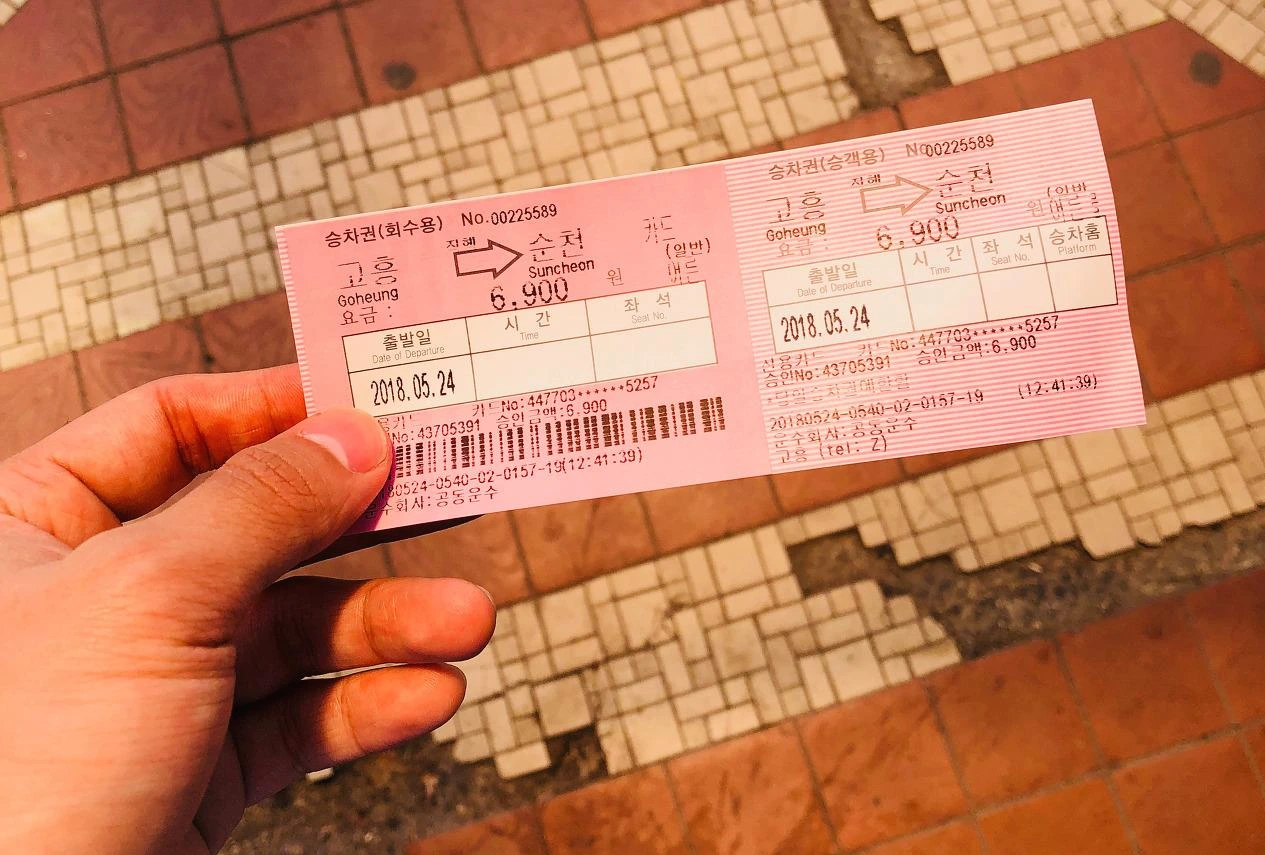 승차권(회수용) No.00225589
직행
고흥 순천 카드
Goheung Suncheon (일반)
요금 : 6,900 원
출발일 시 간 좌 석
Date of Departure Time Seat No.
2018.05.24
카드No:447703*****5257
No:43705391 승인금액:6,900
80524-0540-02-0157-19(12:41:39)
운수회사:공동운수
승차권(승객용) No00225589
직행
고흥 순천
Goheung Suncheon (일반
요금: 6,900 원
출발일 시 간 좌 석 승차홈
Date of Departure Time Seat No. Platform
2018.05.24
신용카드 카드No:447703******5257
승인No:43705391 승인금액:6,900
20180524-0540-02-0157-19 (12:41:39)
운수회사:공동운수
고흥 (tel: Z)